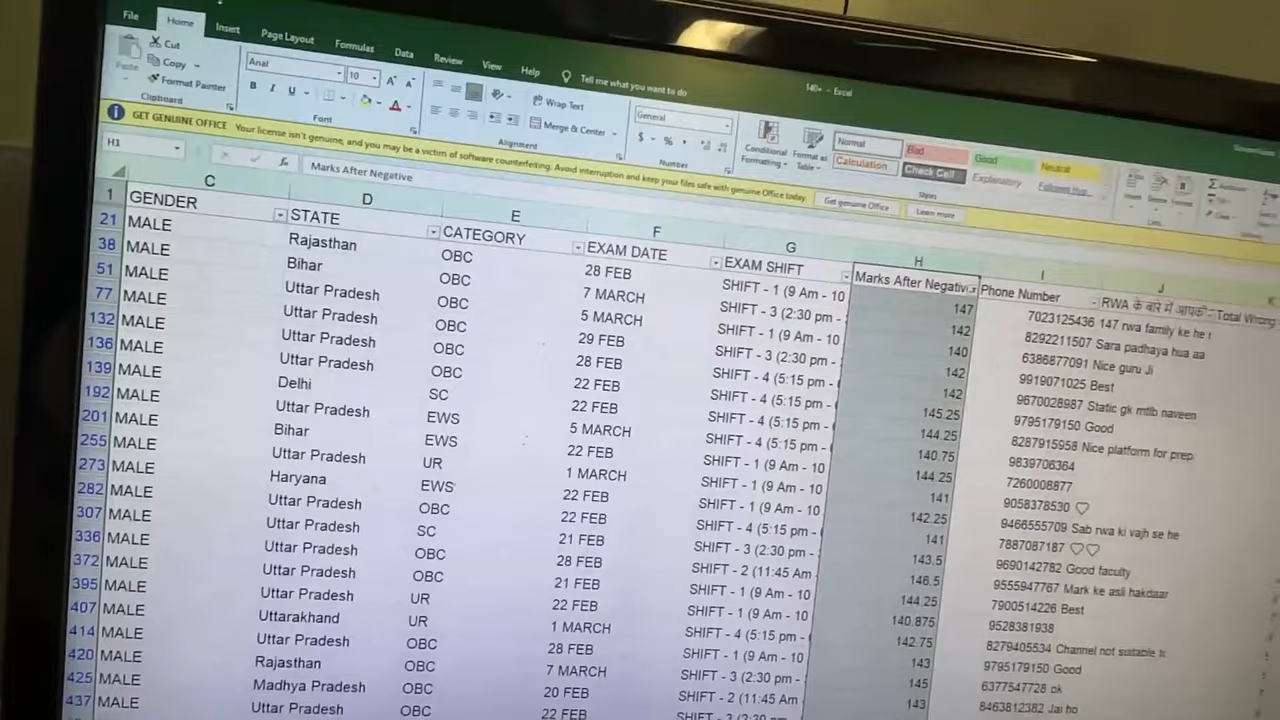 File Home Insert Page Layout Formulas Data Review View Help Tell me what you want to do 140+ - Excel
Cut
Copy
Format Painter
Paste
Clipboard
Arial 10
B I U
Font
Wrap Text
Merge & Center
Alignment
General
$ %
Number
Conditional Formatting
Format as Table
Normal Bad Good Neutral
Calculation Check Cell Explanatory
Styles
GET GENUINE OFFICE Your license isn't genuine, and you may be a victim of software counterfeiting. Avoid interruption and keep your files safe with genuine Office today. Get genuine Office Learn more
H1 fx Marks After Negative
C D E F G H I J K
1 GENDER STATE CATEGORY EXAM DATE EXAM SHIFT Marks After Negativ Phone Number RWA के बारे में आपकी Total Wrong
21 MALE Rajasthan OBC 28 FEB SHIFT - 1 (9 Am - 10 147 7023125436 147 rwa family ke he r
38 MALE Bihar OBC 7 MARCH SHIFT - 3 (2:30 pm - 142 8292211507 Sara padhaya hua aa
51 MALE Uttar Pradesh OBC 5 MARCH SHIFT - 1 (9 Am - 10 140 6386877091 Nice guru Ji
77 MALE Uttar Pradesh OBC 29 FEB SHIFT - 3 (2:30 pm - 142 9919071025 Best
132 MALE Uttar Pradesh OBC 28 FEB SHIFT - 4 (5:15 pm - 142 9670028987 Static gk mtlb naveen
136 MALE Uttar Pradesh OBC 22 FEB SHIFT - 4 (5:15 pm - 145.25 9795179150 Good
139 MALE Delhi SC 22 FEB SHIFT - 4 (5:15 pm - 144.25 8287915958 Nice platform for prep
192 MALE Uttar Pradesh EWS 5 MARCH SHIFT - 4 (5:15 pm - 140.75 9839706364
201 MALE Bihar EWS 22 FEB SHIFT - 1 (9 Am - 10 144.25 7260008877
255 MALE Uttar Pradesh UR 1 MARCH SHIFT - 1 (9 Am - 10 141 9058378530 ♡
273 MALE Haryana EWS 22 FEB SHIFT - 1 (9 Am - 10 142.25 9466555709 Sab rwa ki vajh se he
282 MALE Uttar Pradesh OBC 22 FEB SHIFT - 4 (5:15 pm - 141 7887087187 ♡♡
307 MALE Uttar Pradesh SC 21 FEB SHIFT - 3 (2:30 pm - 143.5 9690142782 Good faculty
336 MALE Uttar Pradesh OBC 28 FEB SHIFT - 2 (11:45 Am 146.5 9555947767 Mark ke asli hakdaar
372 MALE Uttar Pradesh OBC 21 FEB SHIFT - 1 (9 Am - 10 144.25 7900514226 Best
395 MALE Uttar Pradesh UR 22 FEB SHIFT - 1 (9 Am - 10 140.875 9528381938
407 MALE Uttarakhand UR 1 MARCH SHIFT - 4 (5:15 pm - 142.75 8279405534 Channel not suitable
414 MALE Uttar Pradesh OBC 28 FEB SHIFT - 1 (9 Am - 10 143 9795179150 Good
420 MALE Rajasthan OBC 7 MARCH SHIFT - 3 (2:30 pm - 145 6377547728 ok
425 MALE Madhya Pradesh OBC 20 FEB SHIFT - 2 (11:45 Am 143 8463812382 Jai ho
437 MALE Uttar Pradesh OBC 22 FEB SHIFT - 3 (2:30 pm